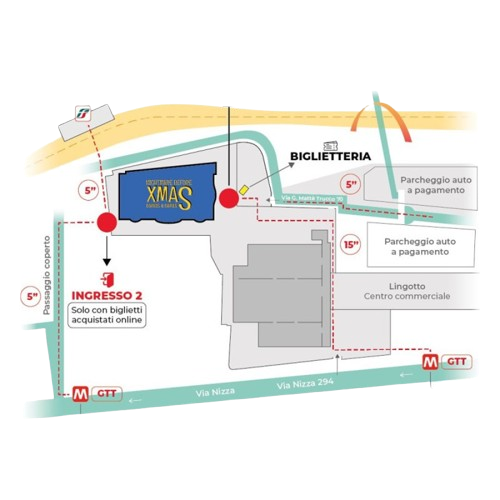 BIGLIETTERIA
XMAS
5"
5"
Parcheggio auto
a pagamento
Via G. Mattè Trucco 70
15"
Parcheggio auto
a pagamento
Passaggio coperto
5"
INGRESSO 2
Solo con biglietti
acquistati online
Lingotto
Centro commerciale
M GTT
M GTT
Via Nizza
Via Nizza 294